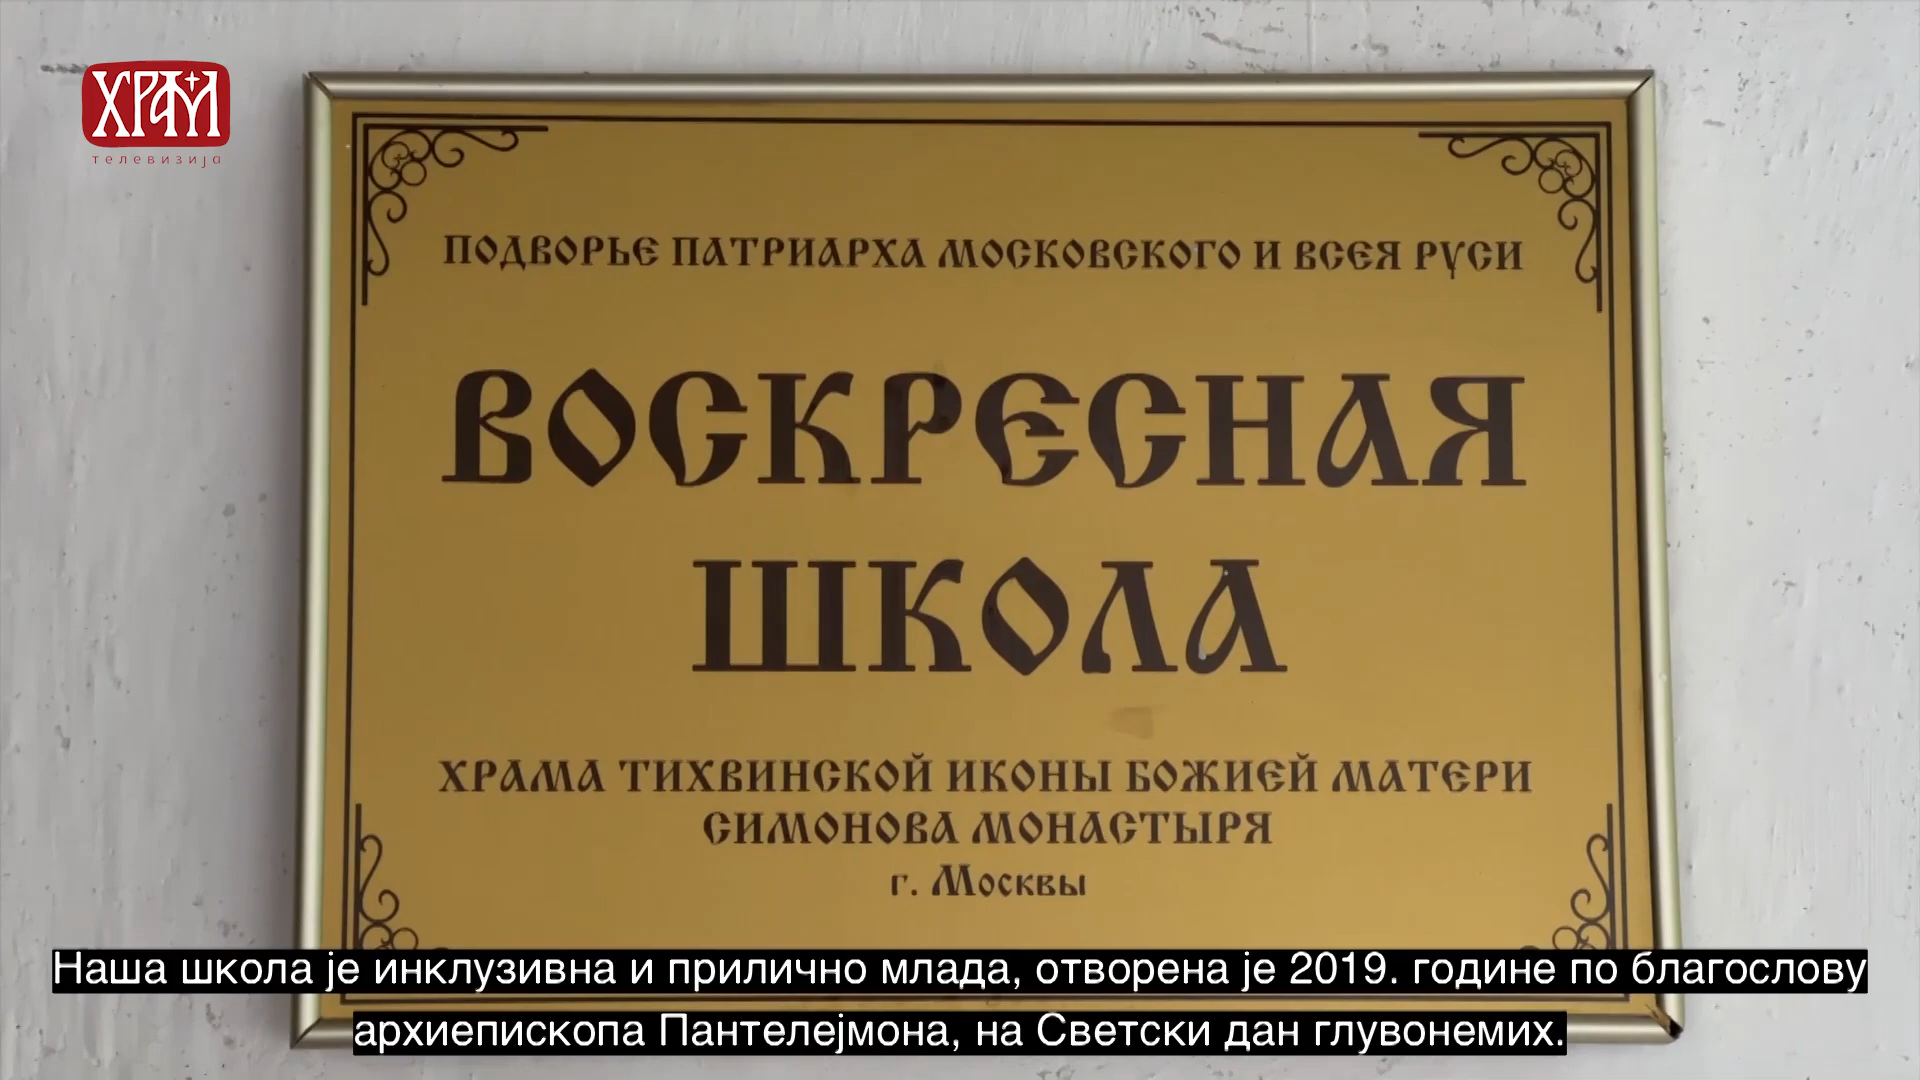 ХРАМ
телевизија
ПОДВОРЬЕ ПАТРИАРХА МОСКОВСКОГО И ВСЕЯ РУСИ
ВОСКРЕСНАЯ
ШКОЛА
ХРАМА ТИХВИНСКОЙ ИКОНЫ БОЖИЕЙ МАТЕРИ
СИМОНОВА МОНАСТЫРЯ
г. Москвы
Наша школа је инклузивна и прилично млада, отворена је 2019. године по благослову
архиепископа Пантелејмона, на Светски дан глувонемих.